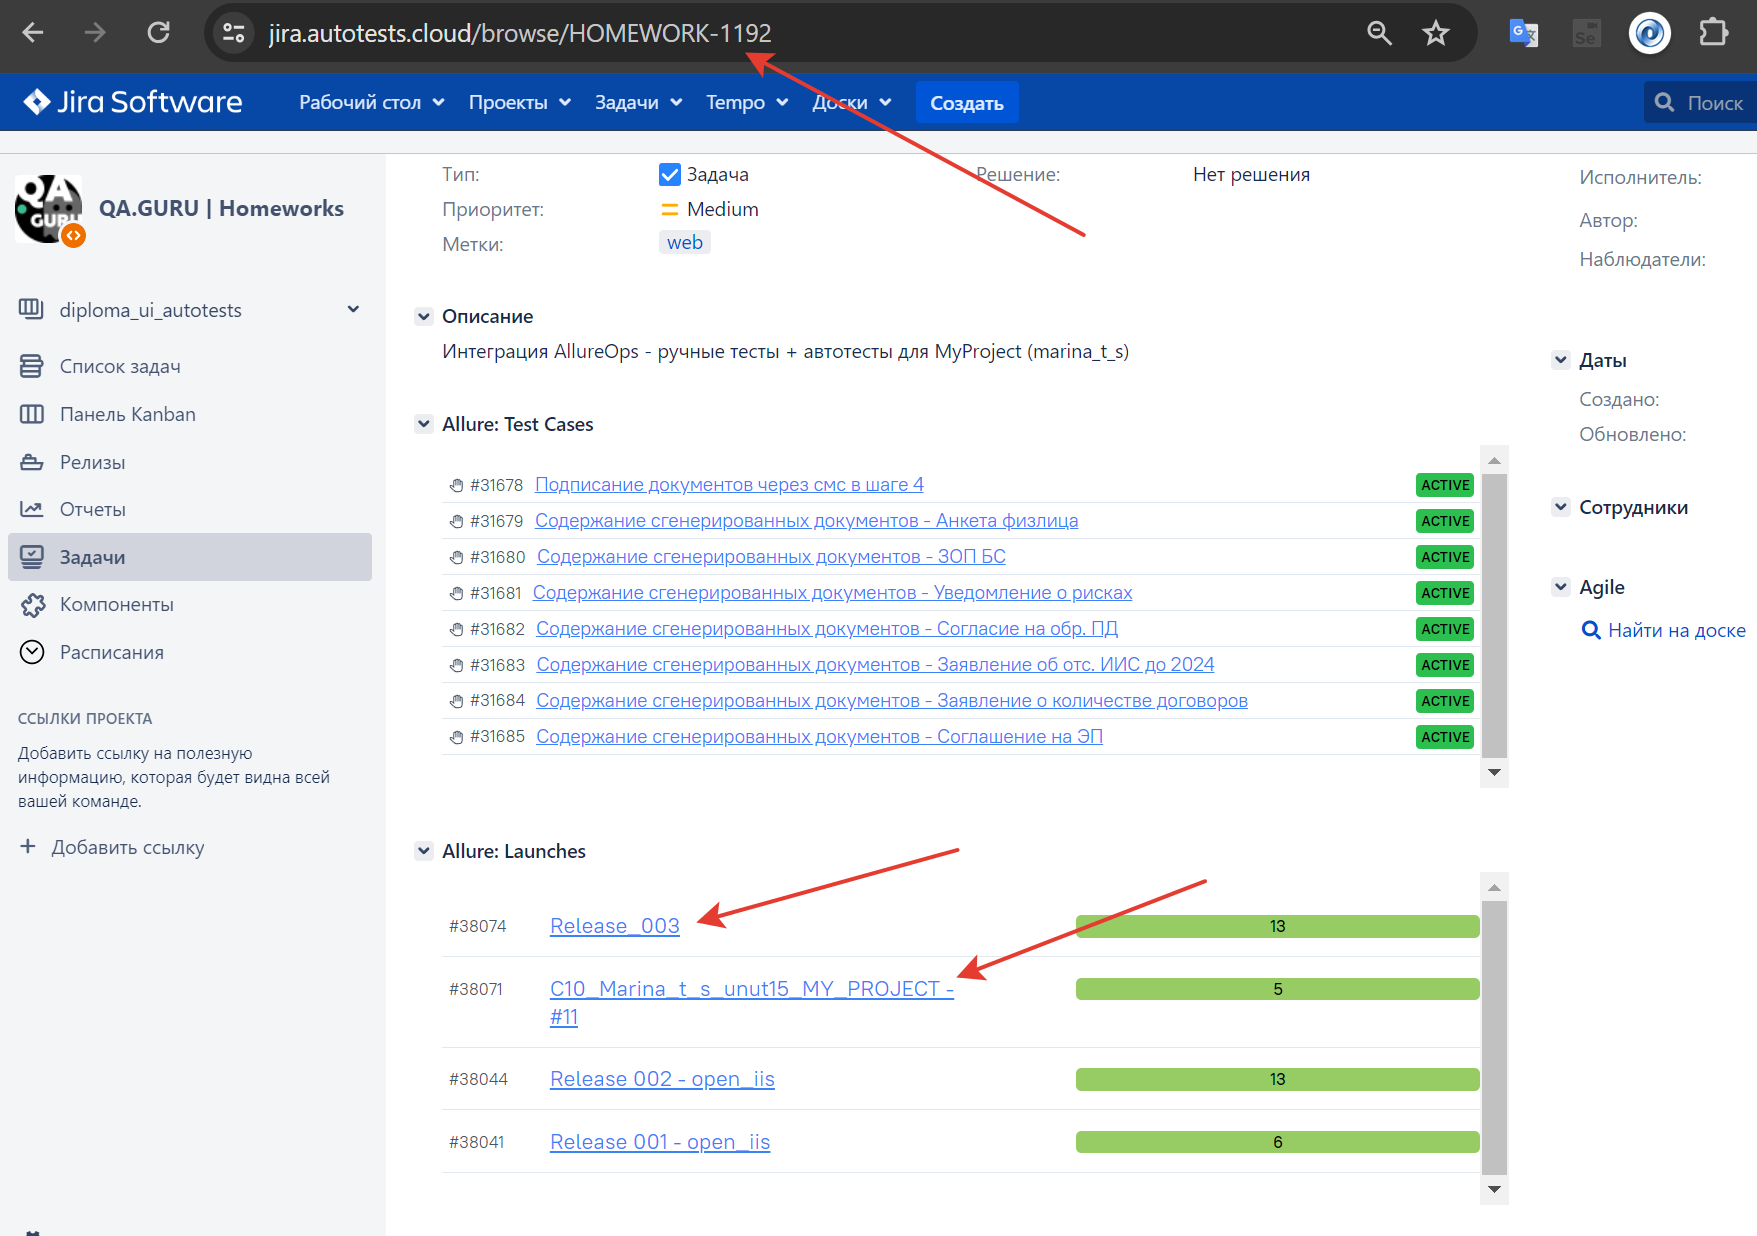 jira.autotests.cloud/browse/HOMEWORK-1192
Jira Software
Рабочий стол
Проекты
Задачи
Tempo
Доски
Создать
Поиск
QA
GURU
QA.GURU | Homeworks
diploma_ui_autotests
Список задач
Панель Kanban
Релизы
Отчеты
Задачи
Компоненты
Расписания
ССЫЛКИ ПРОЕКТА
Добавить ссылку на полезную
информацию, которая будет видна всей
вашей команде.
+ Добавить ссылку
Тип: Задача
Решение: Нет решения
Приоритет: Medium
Метки: web
Описание
Интеграция AllureOps - ручные тесты + автотесты для MyProject (marina_t_s)
Allure: Test Cases
#31678 Подписание документов через смс в шаге 4 ACTIVE
#31679 Содержание сгенерированных документов - Анкета физлица ACTIVE
#31680 Содержание сгенерированных документов - ЗОП БС ACTIVE
#31681 Содержание сгенерированных документов - Уведомление о рисках ACTIVE
#31682 Содержание сгенерированных документов - Согласие на обр. ПД ACTIVE
#31683 Содержание сгенерированных документов - Заявление об отс. ИИС до 2024 ACTIVE
#31684 Содержание сгенерированных документов - Заявление о количестве договоров ACTIVE
#31685 Содержание сгенерированных документов - Соглашение на ЭП ACTIVE
Allure: Launches
#38074 Release_003 13
#38071 C10_Marina_t_s_unut15_MY_PROJECT - 5
#11
#38044 Release 002 - open_iis 13
#38041 Release 001 - open_iis 6
Исполнитель:
Автор:
Наблюдатели:
Даты
Создано:
Обновлено:
Сотрудники
Agile
Найти на доске